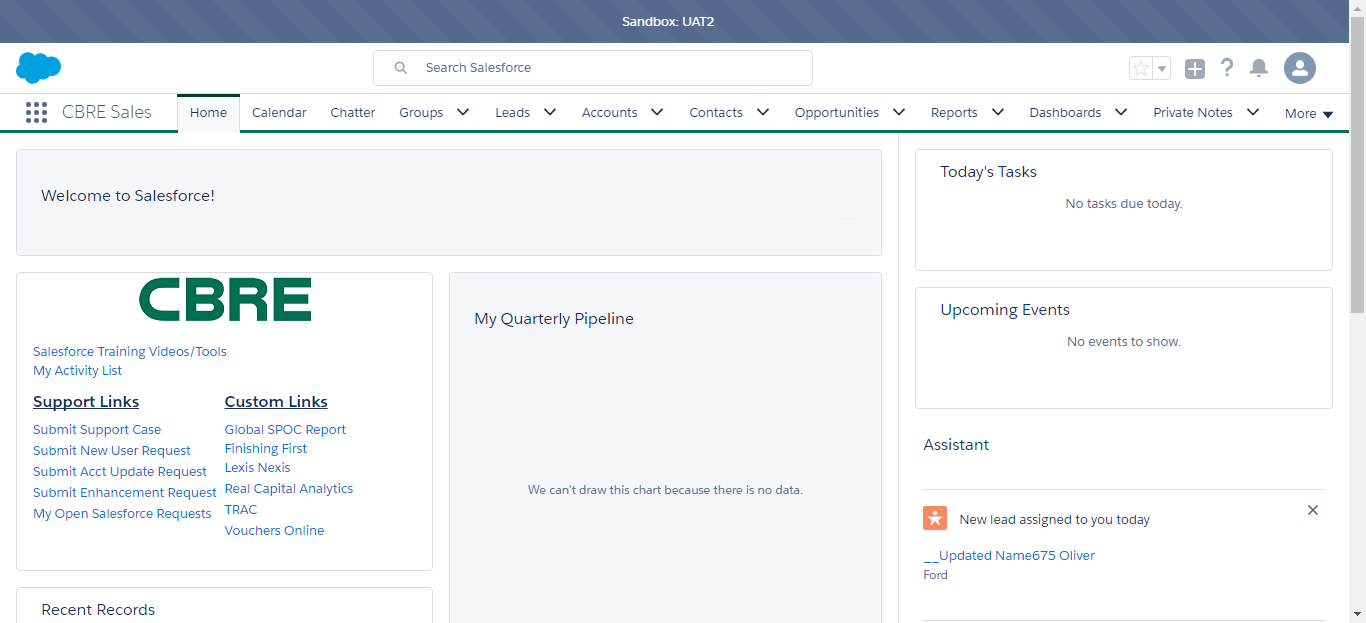 Sandbox: UAT2
Search Salesforce
CBRE Sales
Home
Calendar
Chatter
Groups
Leads
Accounts
Contacts
Opportunities
Reports
Dashboards
Private Notes
More
Welcome to Salesforce!
CBRE
Salesforce Training Videos/Tools
My Activity List
Support Links
Submit Support Case
Submit New User Request
Submit Acct Update Request
Submit Enhancement Request
My Open Salesforce Requests
Custom Links
Global SPOC Report
Finishing First
Lexis Nexis
Real Capital Analytics
TRAC
Vouchers Online
Recent Records
My Quarterly Pipeline
We can't draw this chart because there is no data.
Today's Tasks
No tasks due today.
Upcoming Events
No events to show.
Assistant
New lead assigned to you today
__Updated Name675 Oliver
Ford